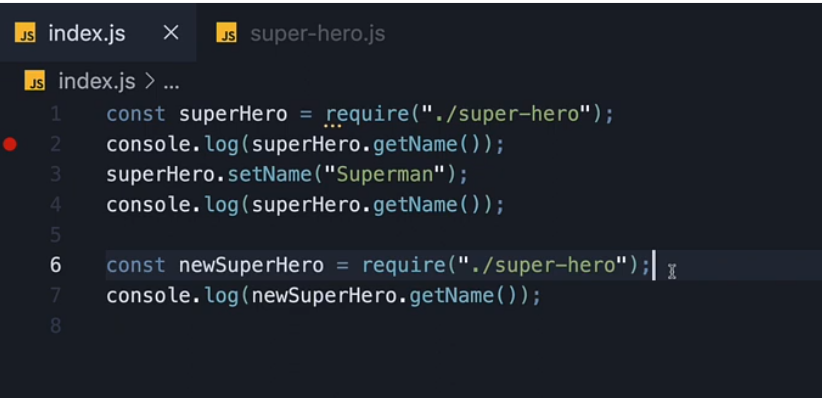 JS index.js × JS super-hero.js
JS index.js > ...
1 const superHero = require("./super-hero");
2 console.log(superHero.getName());
3 superHero.setName("Superman");
4 console.log(superHero.getName());
5
6 const newSuperHero = require("./super-hero");
7 console.log(newSuperHero.getName());
8